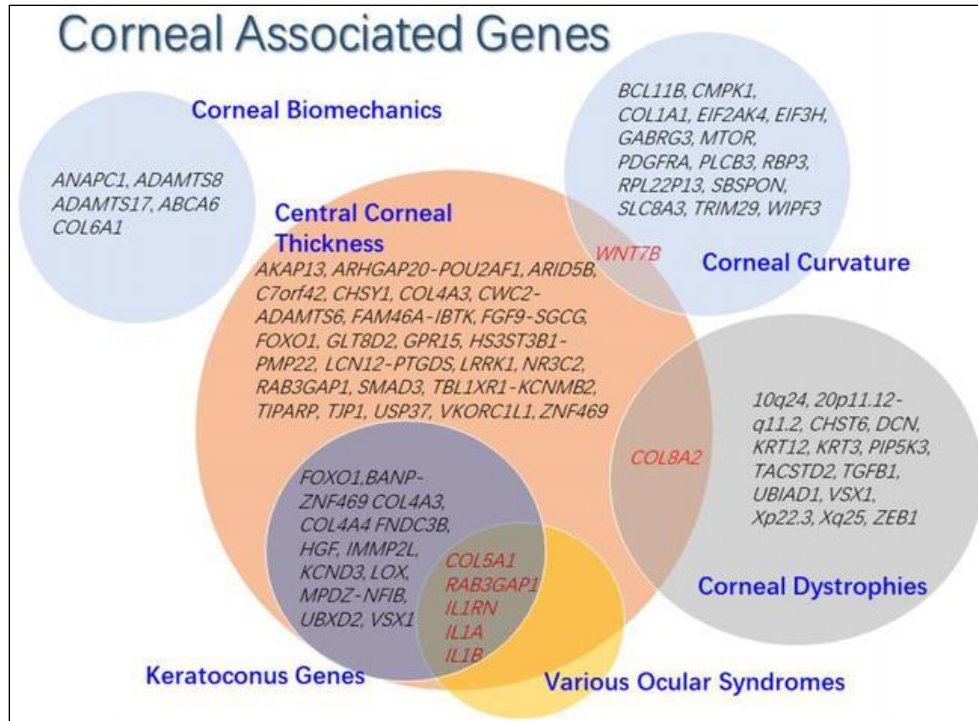 Corneal Associated Genes
Corneal Biomechanics
ANAPC1, ADAMTS8
ADAMTS17, ABCA6
COL6A1
BCL11B, CMPK1,
COL1A1, EIF2AK4, EIF3H,
GABRG3, MTOR,
PDGFRA, PLCB3, RBP3,
RPL22P13, SBSPON,
SLC8A3, TRIM29, WIPF3
WNT7B
Corneal Curvature
Central Corneal
Thickness
AKAP13, ARHGAP20-POU2AF1, ARID5B,
C7orf42, CHSY1, COL4A3, CWC2-
ADAMTS6, FAM46A-IBTK, FGF9-SGCG,
FOXO1, GLT8D2, GPR15, HS3ST3B1-
PMP22, LCN12-PTGDS, LRRK1, NR3C2,
RAB3GAP1, SMAD3, TBL1XR1-KCNMB2,
TIPARP, TJP1, USP37, VKORC1L1, ZNF469
COL8A2
10q24, 20p11.12-
q11.2, CHST6, DCN,
KRT12, KRT3, PIP5K3,
TACSTD2, TGFB1,
UBIAD1, VSX1,
Xp22.3, Xq25, ZEB1
Corneal Dystrophies
FOXO1,BANP-
ZNF469 COL4A3,
COL4A4 FNDC3B,
HGF, IMMP2L,
KCND3, LOX,
MPDZ-NFIB,
UBXD2, VSX1
COL5A1
RAB3GAP1
IL1RN
IL1A
IL1B
Keratoconus Genes
Various Ocular Syndromes